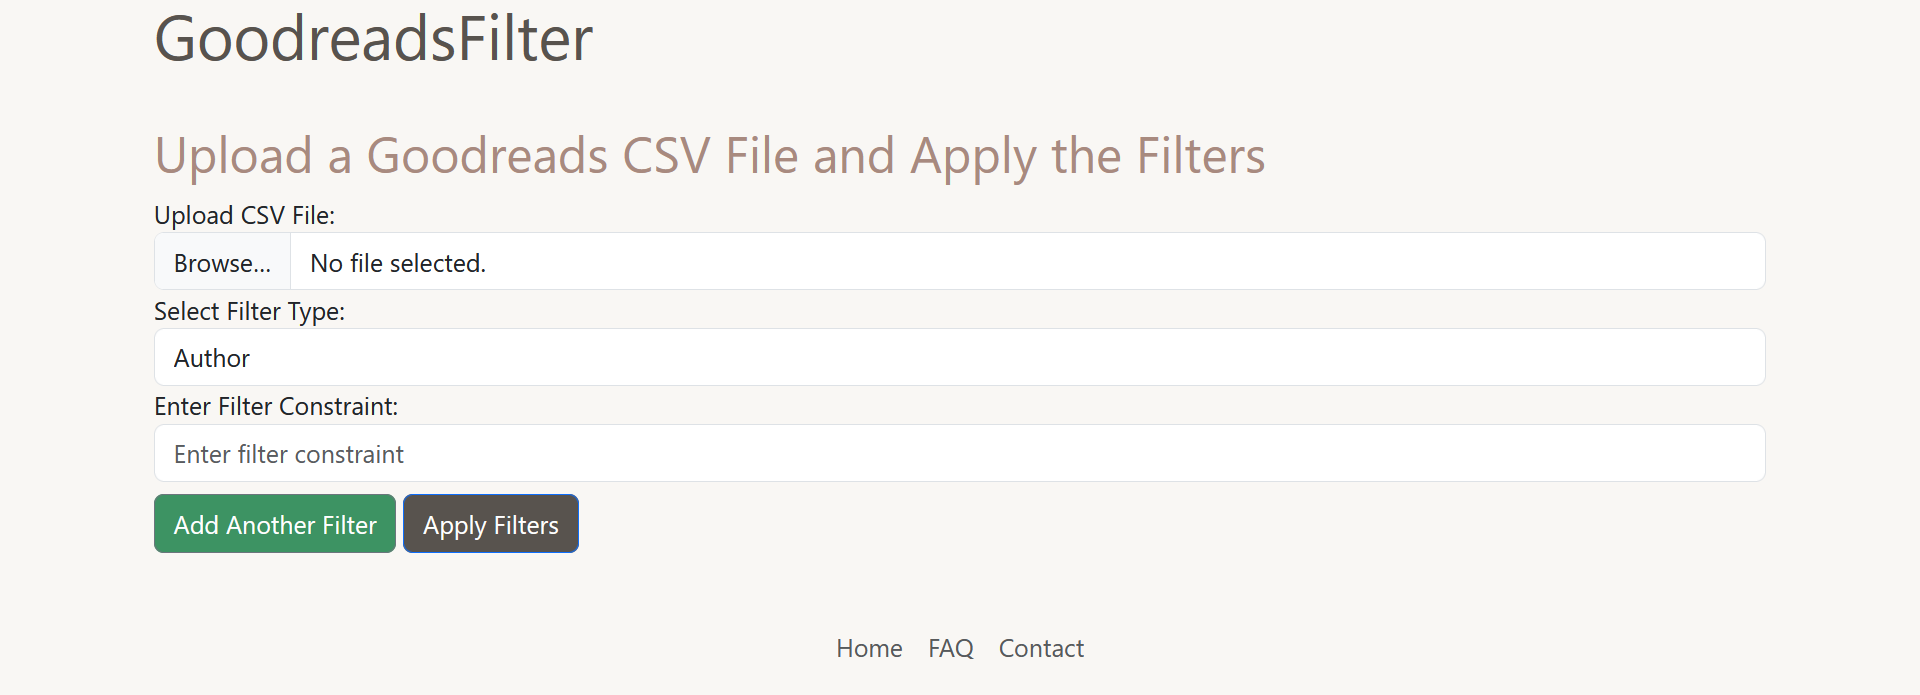 GoodreadsFilter
Upload a Goodreads CSV File and Apply the Filters
Upload CSV File:
Browse... No file selected.
Select Filter Type:
Author
Enter Filter Constraint:
Enter filter constraint
Add Another Filter Apply Filters
Home FAQ Contact